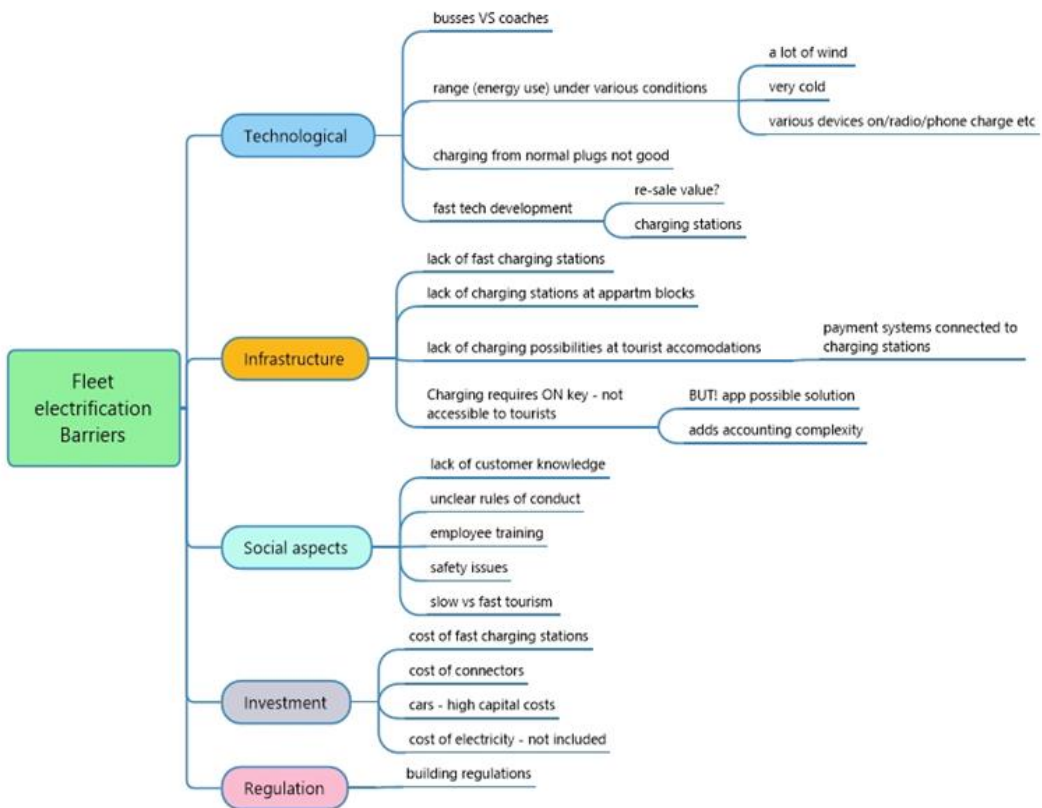 Fleet
electrification
Barriers
Technological
busses VS coaches
range (energy use) under various conditions
a lot of wind
very cold
various devices on/radio/phone charge etc
charging from normal plugs not good
fast tech development
re-sale value?
charging stations
Infrastructure
lack of fast charging stations
lack of charging stations at appartm blocks
lack of charging possibilities at tourist accomodations
payment systems connected to
charging stations
Charging requires ON key - not
accessible to tourists
BUT! app possible solution
adds accounting complexity
Social aspects
lack of customer knowledge
unclear rules of conduct
employee training
safety issues
slow vs fast tourism
Investment
cost of fast charging stations
cost of connectors
cars - high capital costs
cost of electricity - not included
Regulation
building regulations